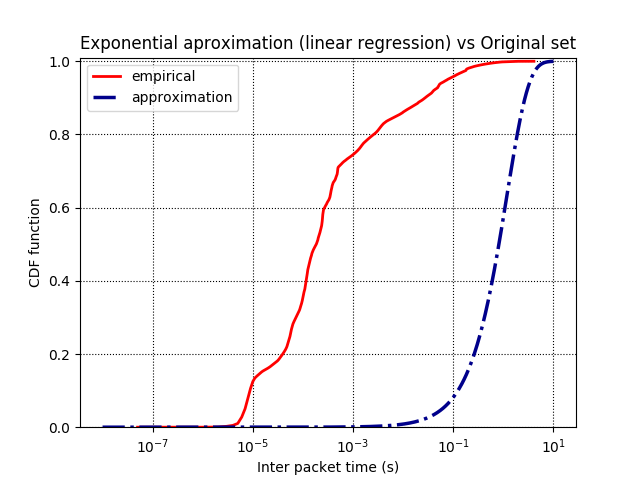 Exponential aproximation (linear regression) vs Original set
empirical
approximation
1.0
0.8
0.6
0.4
0.2
0.0
CDF function
10⁻⁷ 10⁻⁵ 10⁻³ 10⁻¹ 10¹
Inter packet time (s)